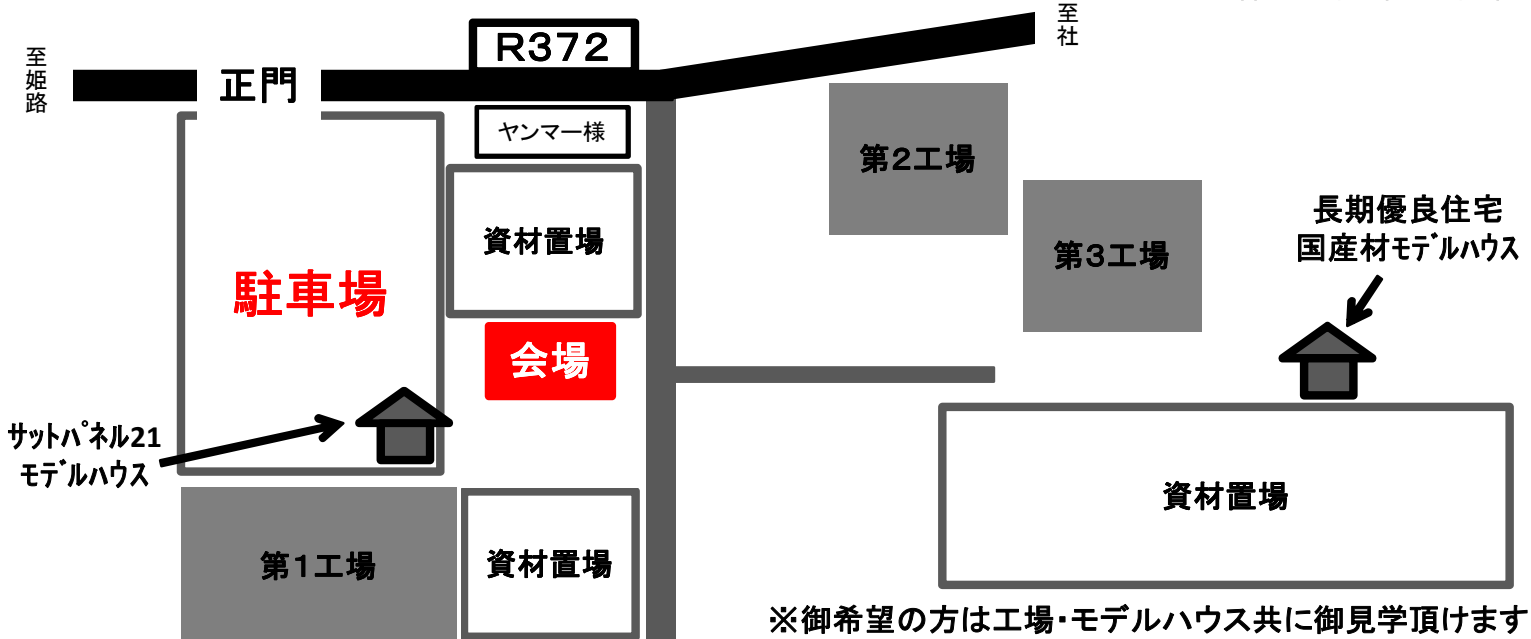 至社
R372
至姫路
正門
ヤンマー様
第2工場
資材置場
長期優良住宅
国産材モデルハウス
第3工場
駐車場
会場
サットパネル21
モデルハウス
資材置場
第1工場
資材置場
※御希望の方は工場・モデルハウス共に御見学頂けます